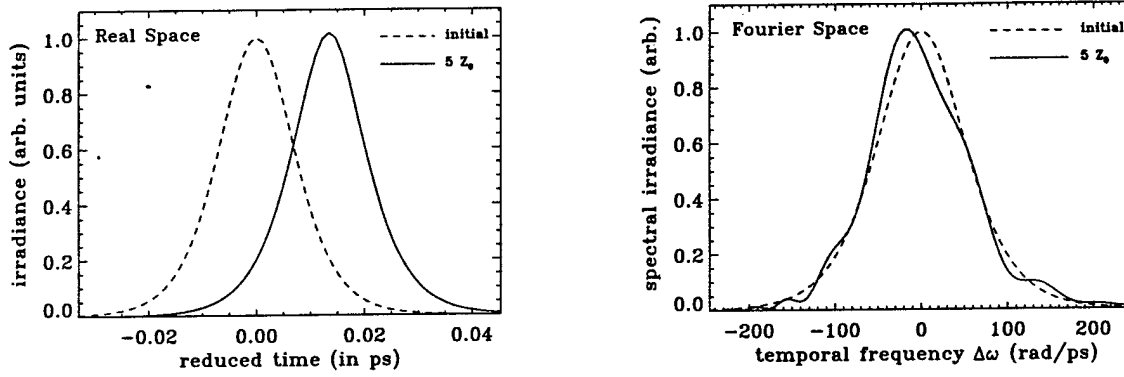 Real Space
initial
5 Z₀
1.0
0.8
0.6
0.4
0.2
0.0
irradiance (arb. units)
-0.02
0.00
0.02
0.04
reduced time (in ps)
Fourier Space
initial
5 Z₀
1.0
0.8
0.6
0.4
0.2
0.0
spectral irradiance (arb.)
-200
-100
0
100
200
temporal frequency Δω (rad/ps)